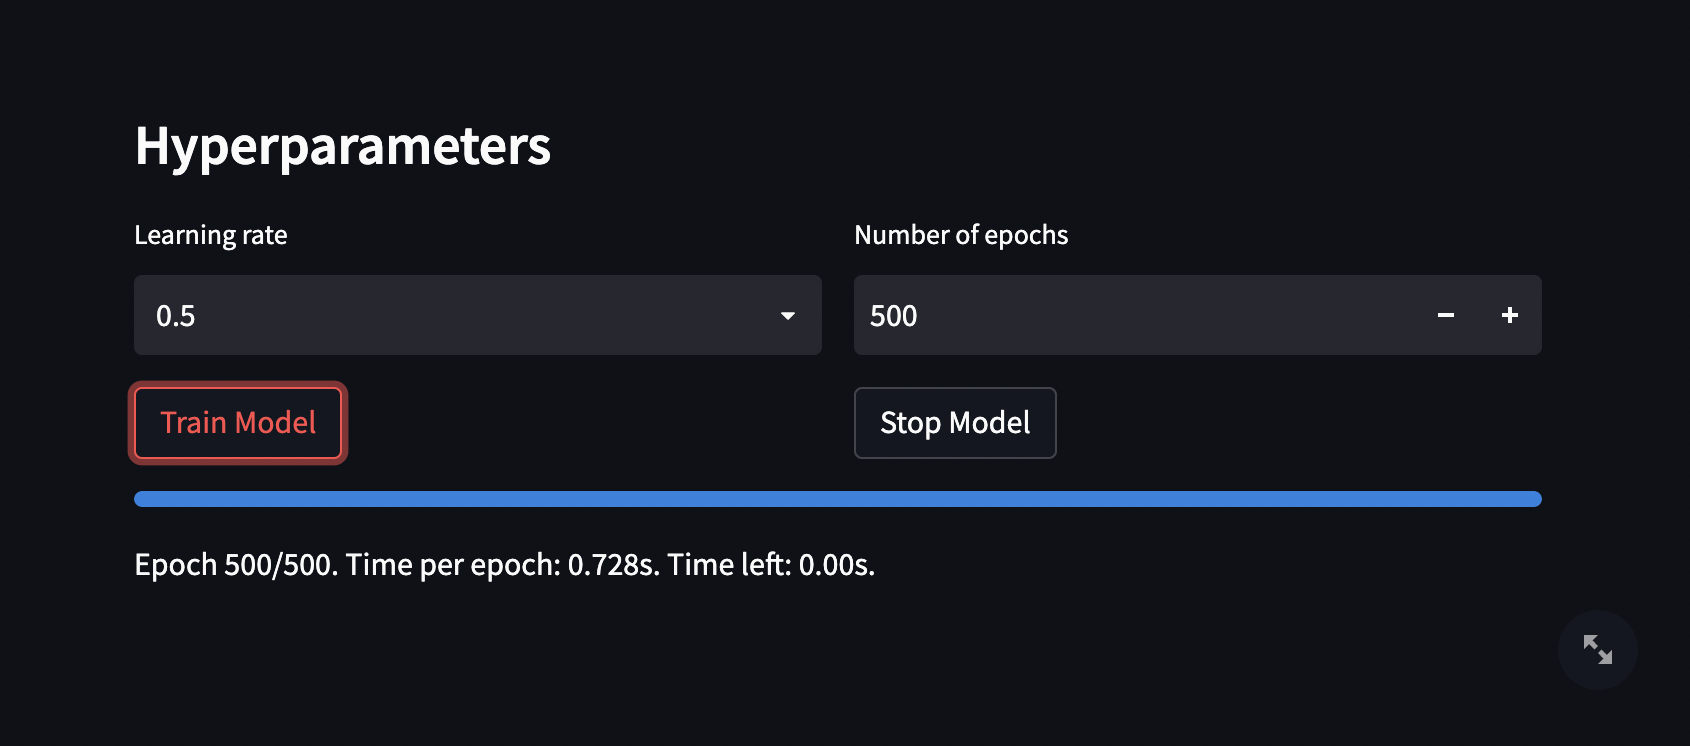 Hyperparameters
Learning rate
Number of epochs
0.5
500
Train Model
Stop Model
Epoch 500/500. Time per epoch: 0.728s. Time left: 0.00s.